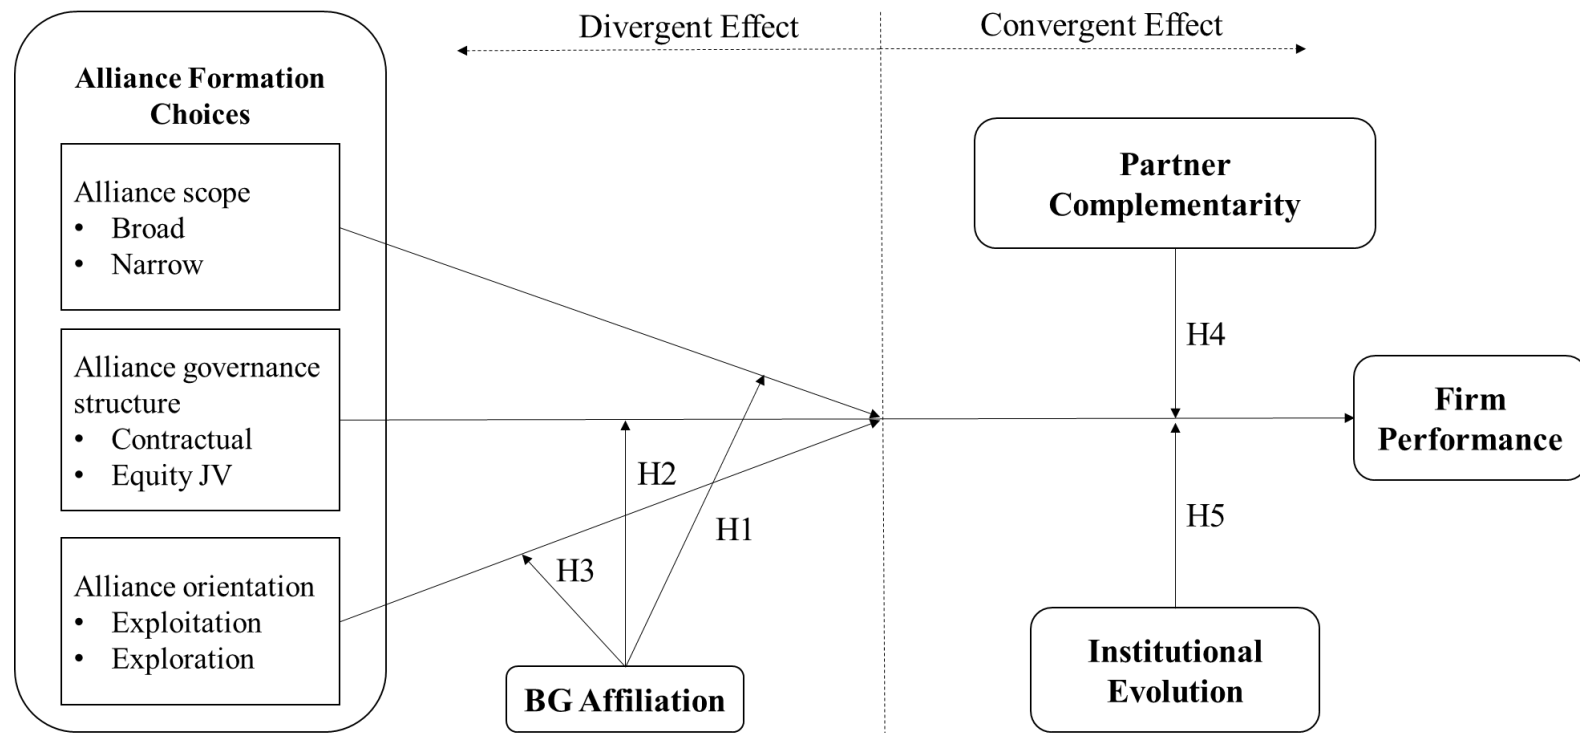 Divergent Effect
Convergent Effect
Alliance Formation
Choices
Alliance scope
• Broad
• Narrow
Alliance governance
structure
• Contractual
• Equity JV
Alliance orientation
• Exploitation
• Exploration
H1
H2
H3
BG Affiliation
Partner
Complementarity
H4
H5
Institutional
Evolution
Firm
Performance